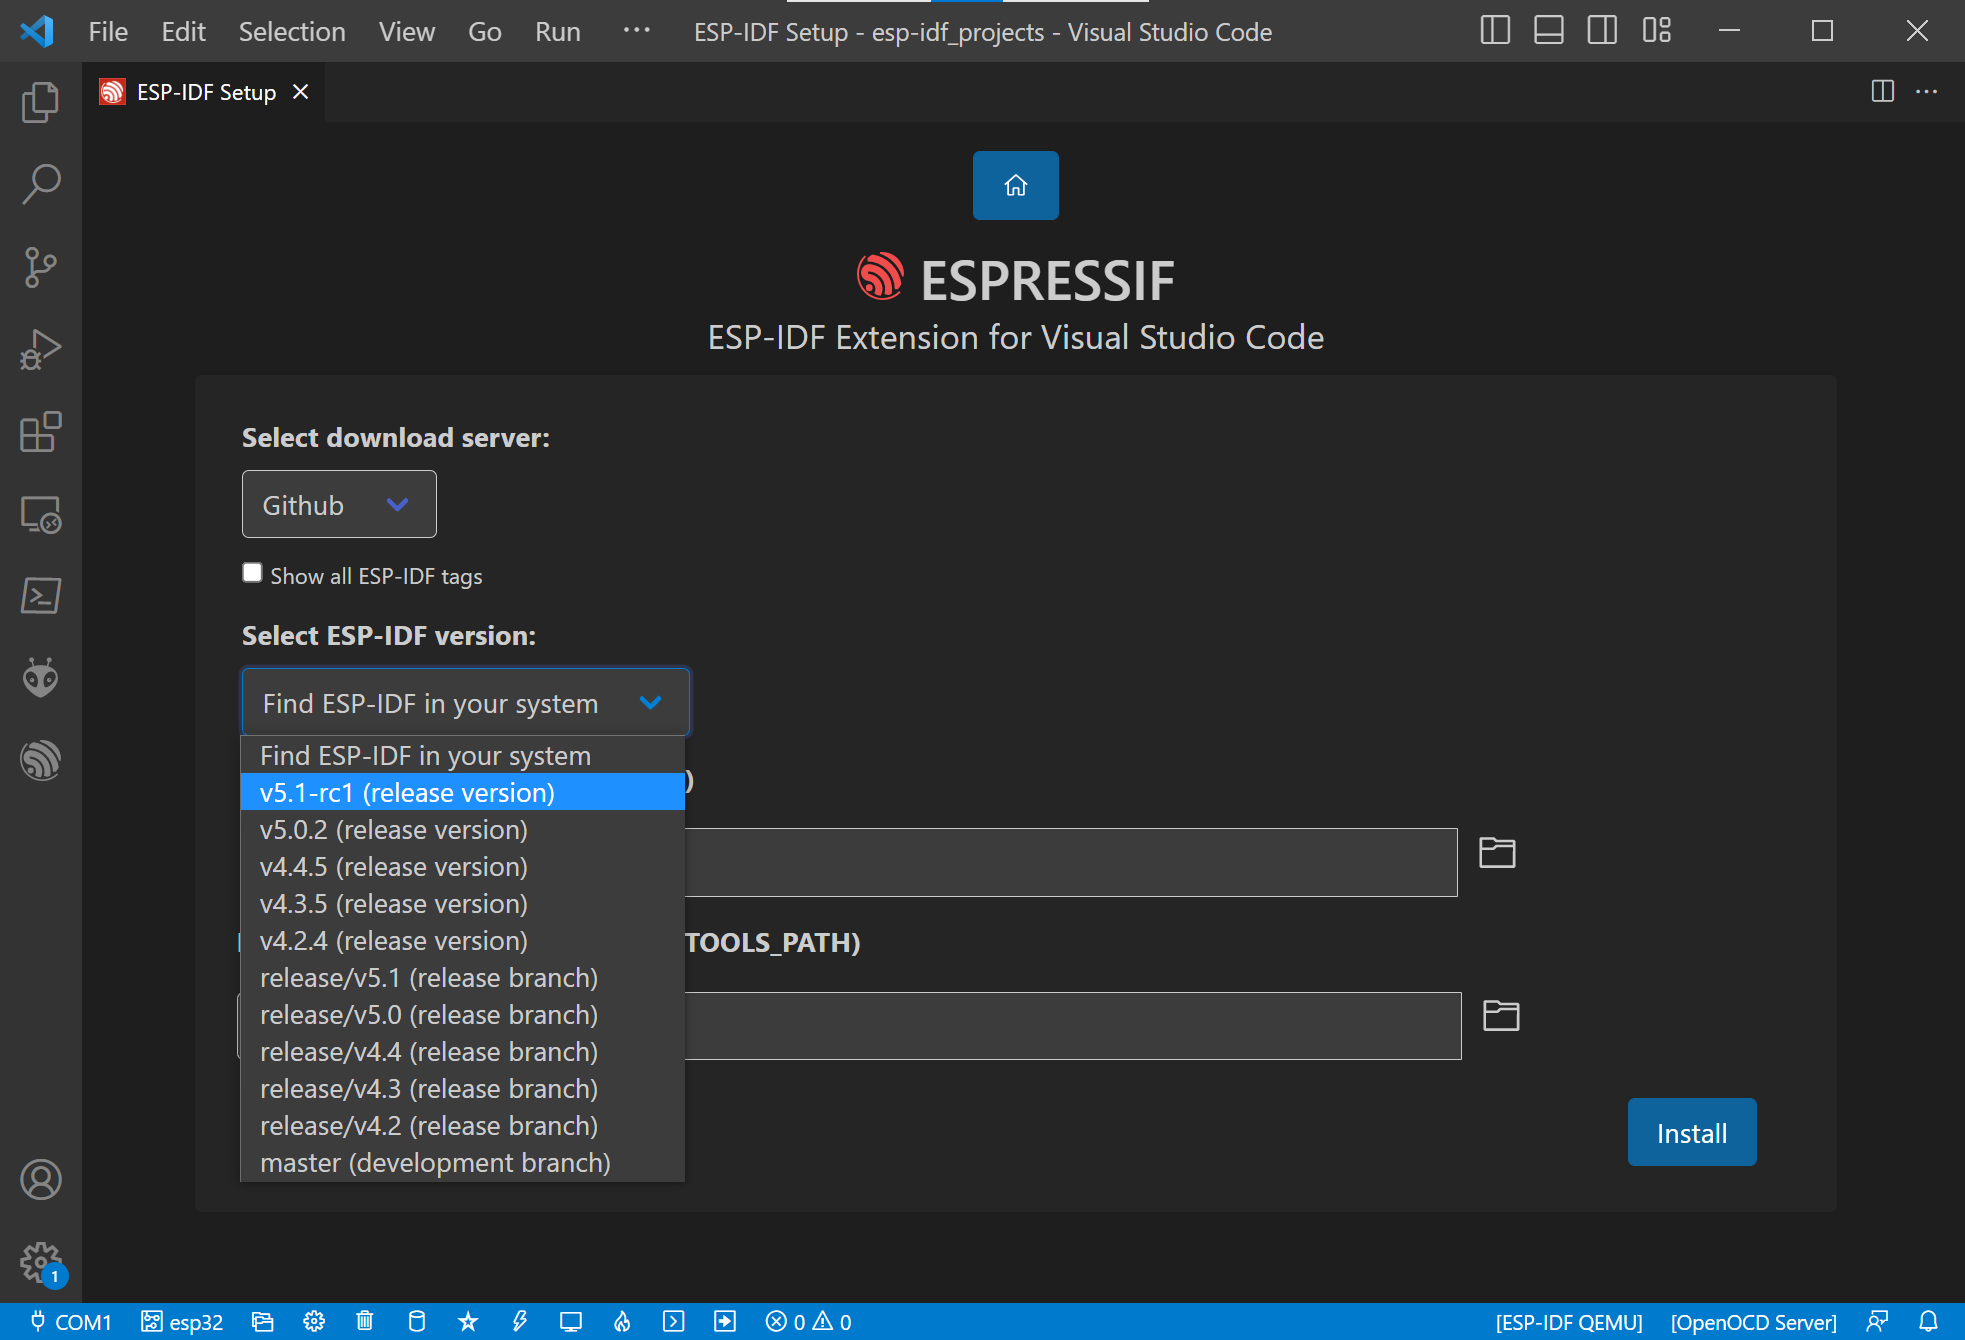 File Edit Selection View Go Run ··· ESP-IDF Setup - esp-idf_projects - Visual Studio Code
ESP-IDF Setup
ESPRESSIF
ESP-IDF Extension for Visual Studio Code
Select download server:
Github
Show all ESP-IDF tags
Select ESP-IDF version:
Find ESP-IDF in your system
Find ESP-IDF in your system
)
v5.1-rc1 (release version)
v5.0.2 (release version)
v4.4.5 (release version)
v4.3.5 (release version)
v4.2.4 (release version)
TOOLS_PATH)
release/v5.1 (release branch)
release/v5.0 (release branch)
release/v4.4 (release branch)
release/v4.3 (release branch)
release/v4.2 (release branch)
master (development branch)
Install
1
COM1 esp32 0 0 [ESP-IDF QEMU] [OpenOCD Server]